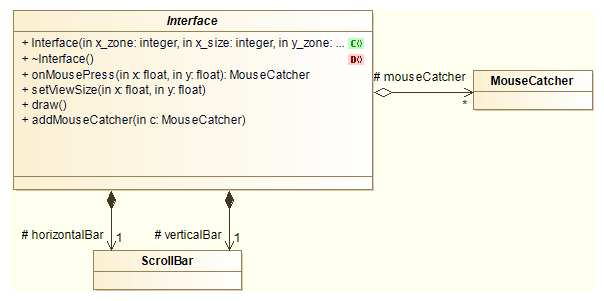 Interface
+ Interface(in x_zone: integer, in x_size: integer, in y_zone: ... C()
+ ~Interface() D()
+ onMousePress(in x: float, in y: float): MouseCatcher
+ setViewSize(in x: float, in y: float)
+ draw()
+ addMouseCatcher(in c: MouseCatcher)
# mouseCatcher
*
MouseCatcher
# horizontalBar 1
# verticalBar 1
ScrollBar